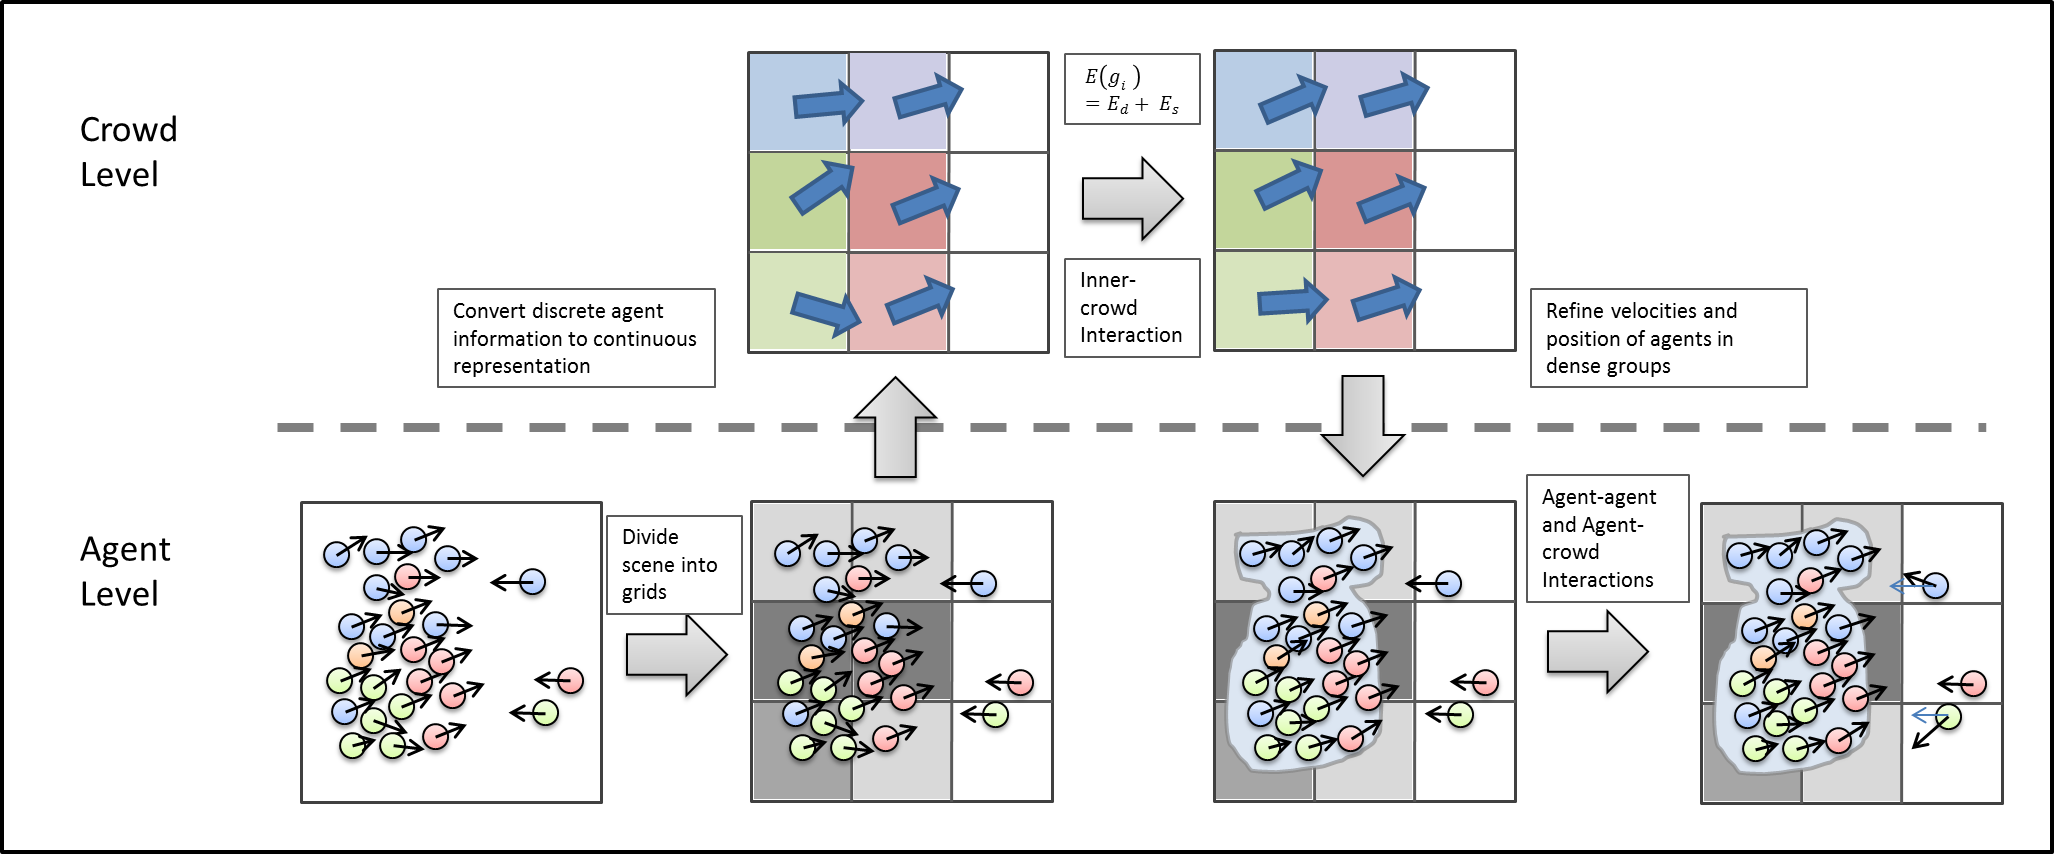 Crowd
Level
E(gᵢ)
= E_d + E_s
Inner-
crowd
Interaction
Convert discrete agent
information to continuous
representation
Refine velocities and
position of agents in
dense groups
Agent
Level
Divide
scene into
grids
Agent-agent
and Agent-
crowd
Interactions